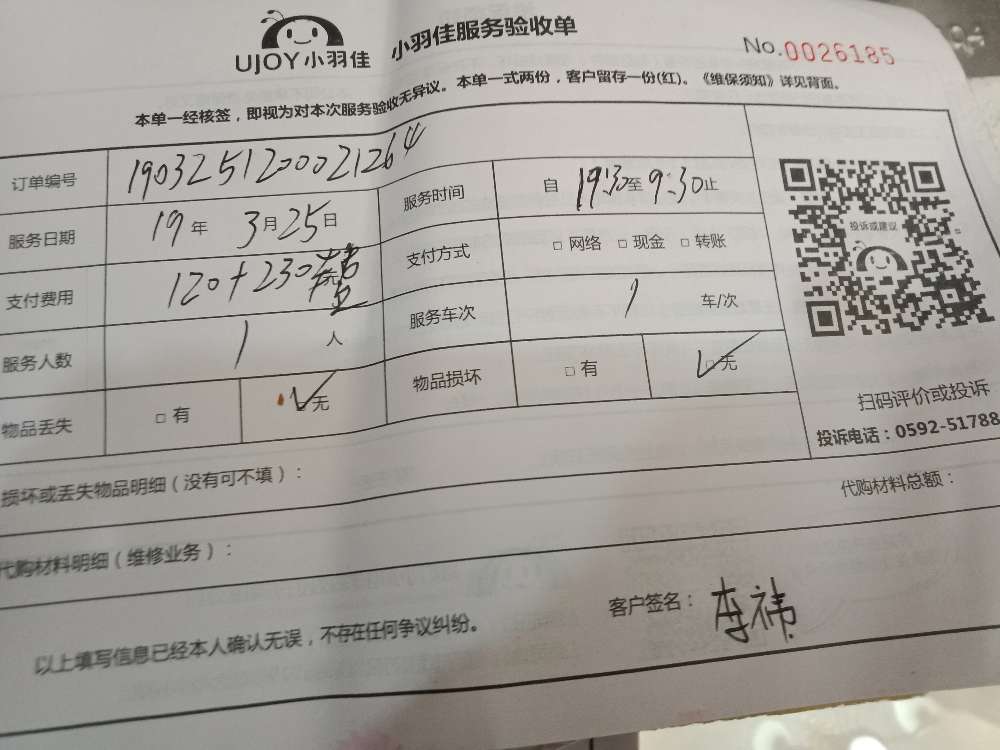 UJOY小羽佳 小羽佳服务验收单 No.0026185
本单一经核签，即视为对本次服务验收无异议。本单一式两份，客户留存一份(红)。《维保须知》详见背面。
订单编号 190325120002126 4
服务日期 19年 3月25日 服务时间 自 19:30至9:30止
支付费用 120+230 元 支付方式 □ 网络 □ 现金 □ 转账
服务人数 1 人 服务车次 1 车/次
物品丢失 □ 有 □ 无 物品损坏 □ 有 □ 无
投诉或建议
扫码评价或投诉
投诉电话：0592-51788
损坏或丢失物品明细（没有可不填）：
代购材料明细（维修业务）： 代购材料总额：
以上填写信息已经本人确认无误，不存在任何争议纠纷。 客户签名：李祎